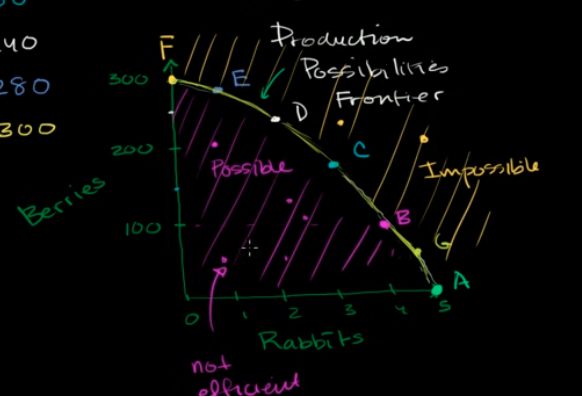 40
280
300
F
Production
Possibilities
Frontier
300
E
D
200
Possible
C
Impossible
Berries
100
B
G
A
0 1 2 3 4 5
Rabbits
not
efficient